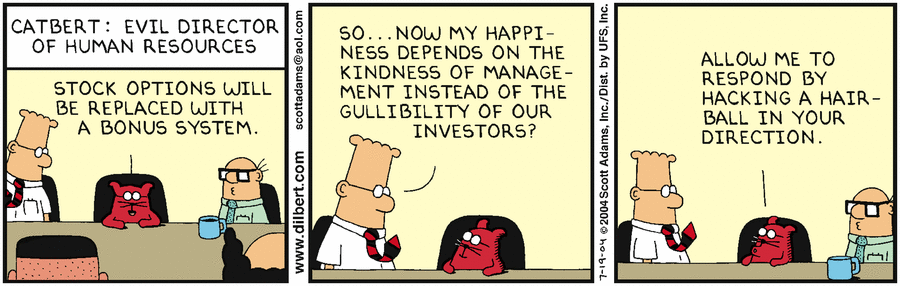 CATBERT: EVIL DIRECTOR
OF HUMAN RESOURCES
STOCK OPTIONS WILL
BE REPLACED WITH
A BONUS SYSTEM.
www.dilbert.com scottadams@aol.com
SO...NOW MY HAPPI-
NESS DEPENDS ON THE
KINDNESS OF MANAGE-
MENT INSTEAD OF THE
GULLIBILITY OF OUR
INVESTORS?
7-19-04 © 2004 Scott Adams, Inc./Dist. by UFS, Inc.
ALLOW ME TO
RESPOND BY
HACKING A HAIR-
BALL IN YOUR
DIRECTION.